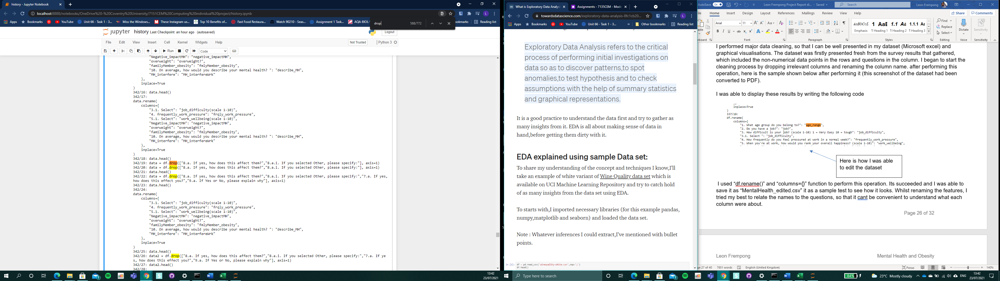 history - Jupyter Notebook
localhost:8888/notebooks/OneDrive%20-%20Coventry%20University/7151CEM%20Computing%20individual%20project/history.ipynb
Apps
Bookmarks
YouTube
Unit 66 - Task 1 - 3...
Miss the Windows...
These Instagram us...
Top 10 Benefits of...
Fast Food Restaura...
Watch 90210 - Seas...
Assignment 1 Task...
AQA-BIOL-
ookmarks
Reading list
drop
588/772
jupyter history Last Checkpoint: an hour ago (autosaved)
Logout
File Edit View Insert Cell Kernel Widgets Help
Not Trusted
Python 3
Run
Code
"Negative_impactMH": "negative_impactMH",
"overweight": "overweight?",
"familyMember_obesity": "fmlyMember_obesity",
"10. On average, how would you describe your mental health? ": "describe_MH",
"MH_interfere": "MH_interfereWrk"
},
inplace=True
)
342/16: data.head()
342/17:
data.rename(
columns={
"3.1. Select": "job_difficulty(scale 1-10)",
"4. frequently_work_pressure": "frqly_work_pressure",
"5.1. Select": "work_wellbeing(scale 1-10)",
"Negative_impactMH": "negative_impactMH",
"overweight": "overweight?",
"familyMember_obesity": "fmlyMember_obesity",
"10. On average, how would you describe your mental health? ": "describe_MH",
"MH_interfere": "MH_interfereWrk"
},
inplace=True
)
342/18: data.head()
342/19: data = df.drop(["8.a. If yes, how does this affect them?","8.a.i. If you selected Other, please specify:"], axis=1)
342/20: data = df.drop(["8.a. If yes, how does this affect them?","8.a.i. If you selected Other, please specify:"], axis=1)
342/21: data.head()
342/22: data = df.drop(["8.a. If yes, how does this affect them?","8.a.i. If you selected Other, please specify:","7.a. If yes,
how does this effect you?","9.a. If Yes or No, please explain why"], axis=1)
342/23: data.head()
342/24:
data.rename(
columns={
"3.1. Select": "job_difficulty(scale 1-10)",
"4. frequently_work_pressure": "frqly_work_pressure",
"5.1. Select": "work_wellbeing(scale 1-10)",
"Negative_impactMH": "negative_impactMH",
"overweight": "overweight?",
"familyMember_obesity": "fmlyMember_obesity",
"10. On average, how would you describe your mental health? ": "describe_MH",
"MH_interfere": "MH_interfereWrk"
},
inplace=True
)
342/25: data.head()
342/26: data2 = df.drop(["8.a. If yes, how does this affect them?","8.a.i. If you selected Other, please specify:","7.a. If ye
s, how does this effect you?","9.a. If Yes or No, please explain why"], axis=1)
342/27: data2.head()
342/28:
13:42
23/07/2021
What is Exploratory Data Analys
Assignments - 7135CEM - Mod
towardsdatascience.com/exploratory-data-analysis-8fc1cb20...
Apps
Bookmarks
YouTube
Unit 66 - Task 1 - 3...
Other bookmarks
Reading list
Exploratory Data Analysis refers to the critical
process of performing initial investigations on
data so as to discover patterns,to spot
anomalies,to test hypothesis and to check
assumptions with the help of summary statistics
and graphical representations.
It is a good practice to understand the data first and try to gather as
many insights from it. EDA is all about making sense of data in
hand,before getting them dirty with it.
EDA explained using sample Data set:
To share my understanding of the concept and techniques I know,I'll
take an example of white variant of Wine Quality data set which is
available on UCI Machine Learning Repository and try to catch hold
of as many insights from the data set using EDA.
To starts with,I imported necessary libraries (for this example pandas,
numpy,matplotlib and seaborn) and loaded the data set.
Note : Whatever inferences I could extract,I've mentioned with bullet
points.
In [2]: df = pd.read_csv('winequality-white.csv',sep=';')
df.head()
Type here to search
AutoSave On
Leon Frempong Project Report di... - Saved
Search
Leon Frempong
ile Home Insert Design Layout References Mailings Review View Help
Share
Comments
Arial
11
AaBbCcL
1 AaE
1.1 Aa
1.1.1 Aa
Emphasis
¶ Heading 1
¶ Heading 2
¶ Heading 3
Find
Replace
Select
Dictate
Sensitivity
aste
pboard
Font
Paragraph
Styles
Editing
Voice
Sensitivity
I performed major data cleaning, so that I can be well presented in my dataset (Microsoft excel) and
graphical visualisations. The dataset was firstly presented fresh from the survey results that gathered,
which included the non-numerical data points in the rows and questions in the column. I began to start the
cleaning process by dropping irrelevant columns and renaming the column name. after performing this
operation, here is the sample shown below after performing it (this screenshot of the dataset had been
converted to PDF).
I was able to display these results by writing the following code
inplace=True
)
337/18:
df.rename(
columns={
"1. What age group do you belong to?": "age_range",
"2. Do you have a job?": "job?",
"3. How difficult is your job? (scale 1-10) 1 = Very Easy 10 = tough": "job_difficulty",
"3.1. Select ": "job_difficulty",
"4. How frequently do you feel pressured at work in a normal week?": "frequently_work_pressure",
"5. When you're at work, how would you rank your overall happiness? (scale 1-10)": "work_wellbeing",
Here is how I was able
to edit the dataset
I used “df.rename()” and “columns={}” function to perform this operation. Its succeeded and I was able to
save it as “MentalHealth_edited.csv” it as a sample test to see how it looks. Whilst renaming the features, I
tried my best to relate the names to the questions, so that it cant be convenient to understand what each
column were about.
Page 26 of 32
Leon Frempong
Mental Health and Obesity
ge 27 of 40
7851 words
English (United Kingdom)
Focus
140%
84%
23°C Mostly cloudy
ENG
13:42
23/07/2021